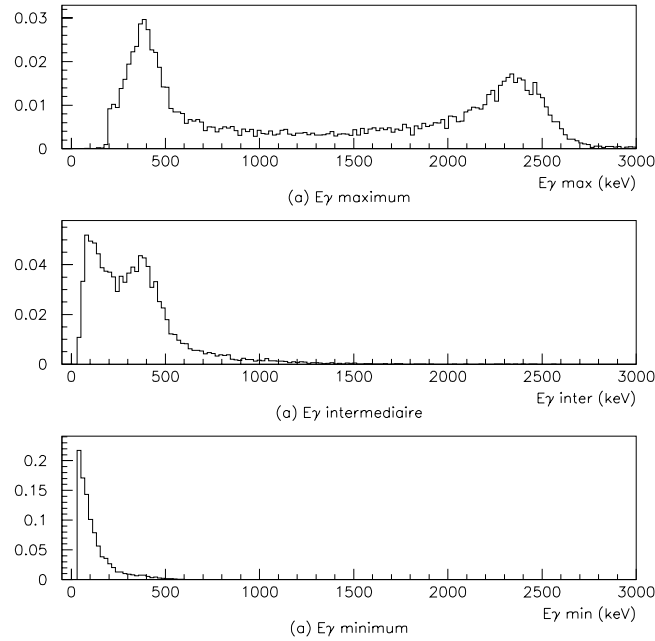 0.03
0.02
0.01
0
0 500 1000 1500 2000 2500 3000
Eγ max (keV)
(a) Eγ maximum
0.04
0.02
0
0 500 1000 1500 2000 2500 3000
Eγ inter (keV)
(a) Eγ intermediaire
0.2
0.15
0.1
0.05
0
0 500 1000 1500 2000 2500 3000
Eγ min (keV)
(a) Eγ minimum